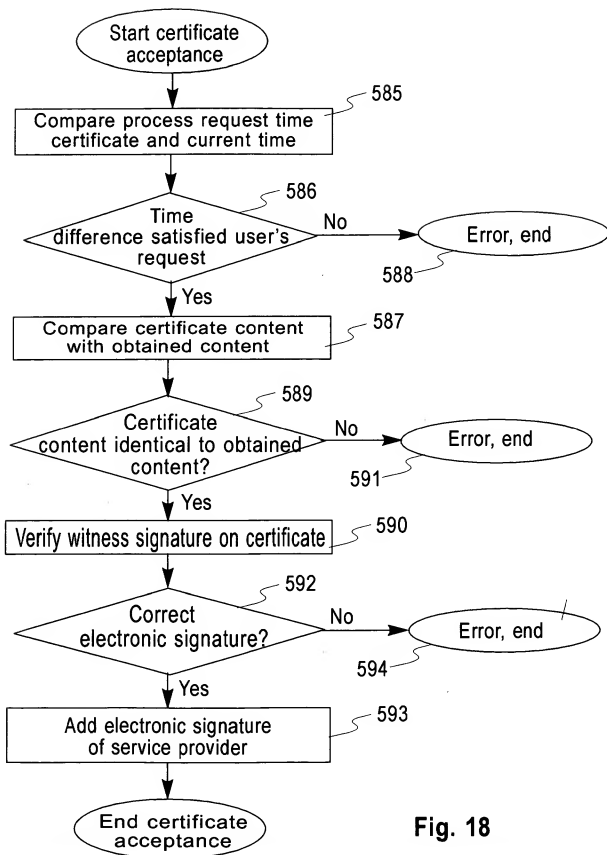 Start certificate
acceptance
585
Compare process request time
certificate and current time
586
Time
difference satisfied user's
request
No
Error, end
588
Yes
587
Compare certificate content
with obtained content
589
Certificate
content identical to obtained
content?
No
Error, end
591
Yes
Verify witness signature on certificate
590
592
Correct
electronic signature?
No
Error, end
594
Yes
593
Add electronic signature
of service provider
End certificate
acceptance
Fig. 18